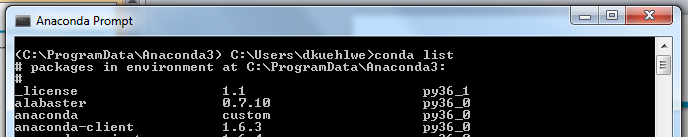 Anaconda Prompt
(C:\ProgramData\Anaconda3) C:\Users\dkuehlwe>conda list
# packages in environment at C:\ProgramData\Anaconda3:
#
_license 1.1 py36_1
alabaster 0.7.10 py36_0
anaconda custom py36_0
anaconda-client 1.6.3 py36_0